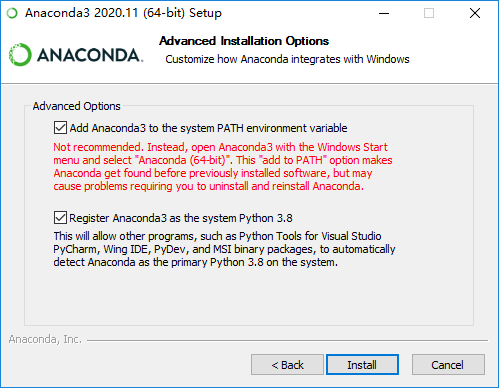 Anaconda3 2020.11 (64-bit) Setup
ANACONDA.
Advanced Installation Options
Customize how Anaconda integrates with Windows
Advanced Options
Add Anaconda3 to the system PATH environment variable
Not recommended. Instead, open Anaconda3 with the Windows Start
menu and select "Anaconda (64-bit)". This "add to PATH" option makes
Anaconda get found before previously installed software, but may
cause problems requiring you to uninstall and reinstall Anaconda.
Register Anaconda3 as the system Python 3.8
This will allow other programs, such as Python Tools for Visual Studio
PyCharm, Wing IDE, PyDev, and MSI binary packages, to automatically
detect Anaconda as the primary Python 3.8 on the system.
Anaconda, Inc.
< Back
Install
Cancel